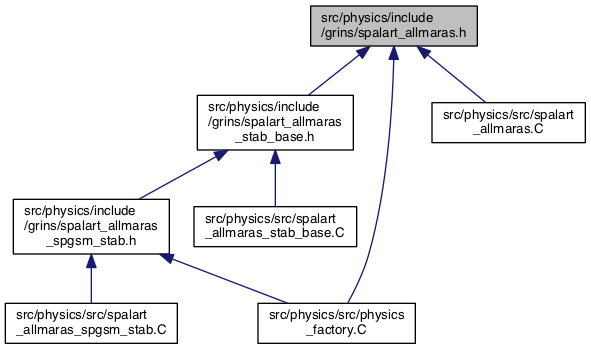 src/physics/include
/grins/spalart_allmaras.h
src/physics/include
/grins/spalart_allmaras
_stab_base.h
src/physics/src/spalart
_allmaras.C
src/physics/include
/grins/spalart_allmaras
_spgsm_stab.h
src/physics/src/spalart
_allmaras_stab_base.C
src/physics/src/spalart
_allmaras_spgsm_stab.C
src/physics/src/physics
_factory.C